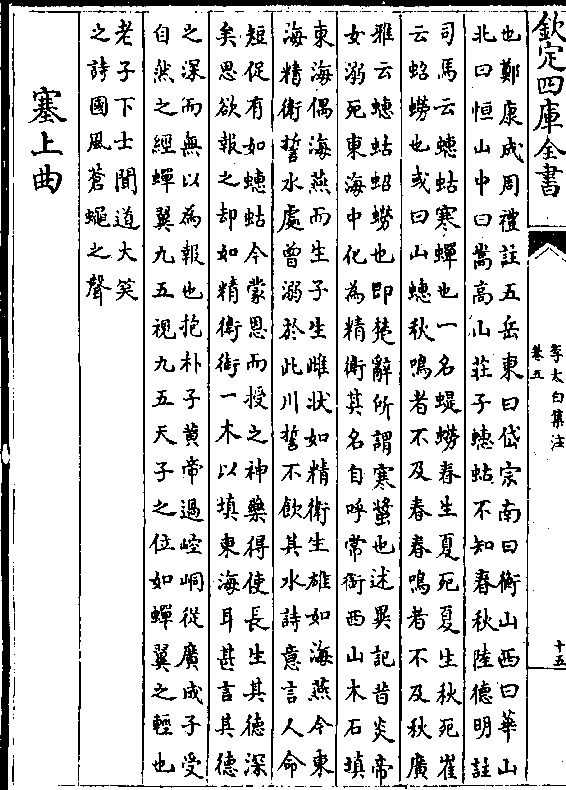 欽定四庫全書
李太白集注
卷五
十五
也鄭康成周禮註五岳東曰岱宗南曰衡山西曰華山
北曰恒山中曰嵩高山莊子蟪蛄不知春秋陸德明註
司馬云蟪蛄寒蟬也一名蝭蟧春生夏死夏生秋死崔
云蛁蟧也或曰山蟪秋鳴者不及春春鳴者不及秋廣
雅云蟪蛄蛁蟧也即楚辭所謂寒螿也述異記昔炎帝
女溺死東海中化為精衛其名自呼常銜西山木石填
東海偶海燕而生子生雌狀如精衛生雄如海燕今東
海精衛誓水處曾溺於此川誓不飲其水詩意言人命
短促有如蟪蛄今蒙恩而授之神藥得使長生其德深
矣思欲報之却如精衛銜一木以填東海耳甚言其德
之深而無以為報也抱朴子黃帝過崆峒從廣成子受
自然之經蟬翼九五視九五天子之位如蟬翼之輕也
老子下士聞道大笑
之詩國風蒼蠅之聲
塞上曲